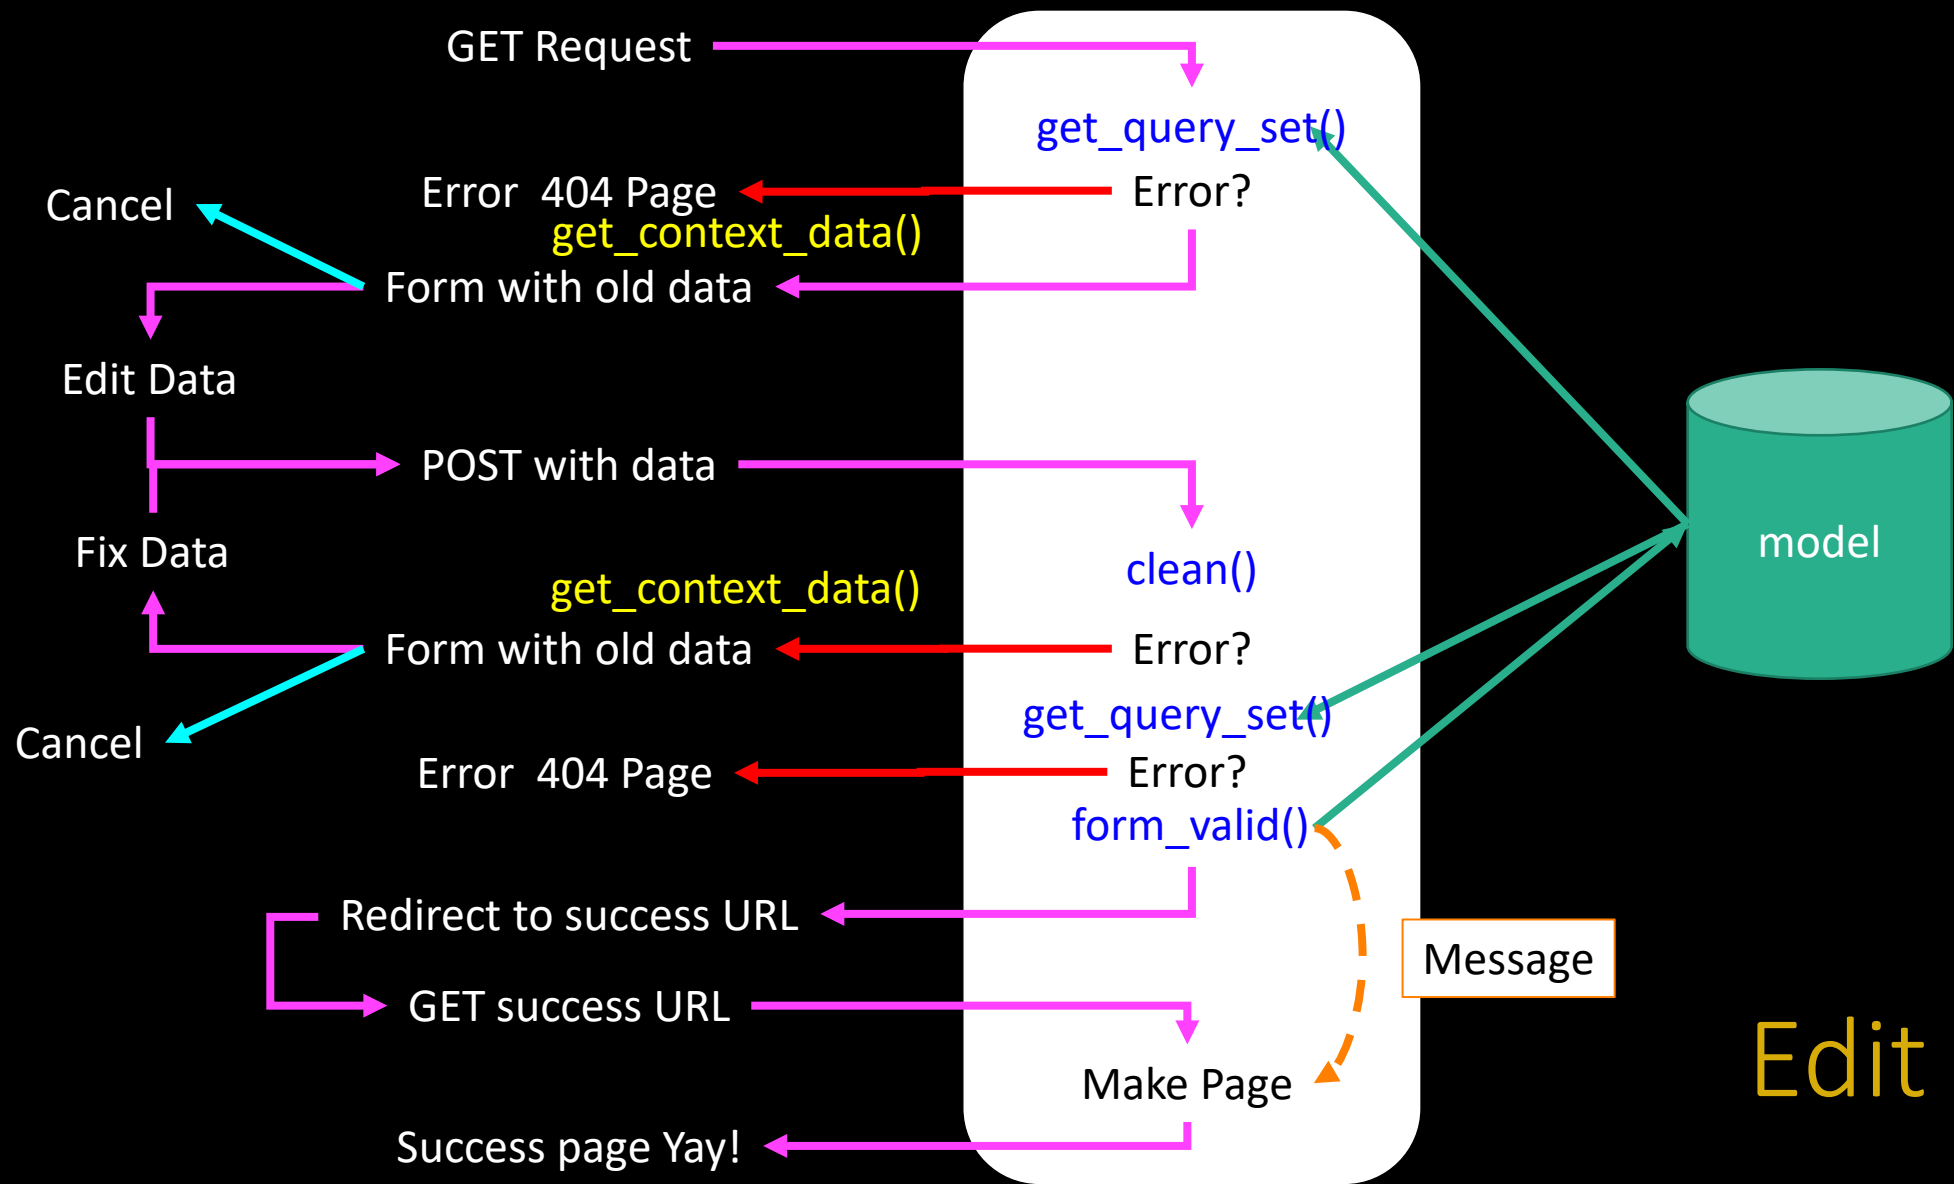 GET Request
get_query_set()
Error  404 Page
Error?
Cancel
get_context_data()
Form with old data
Edit Data
POST with data
model
Fix Data
clean()
get_context_data()
Form with old data
Error?
get_query_set()
Cancel
Error  404 Page
Error?
form_valid()
Redirect to success URL
Message
GET success URL
Edit
Make Page
Success page Yay!